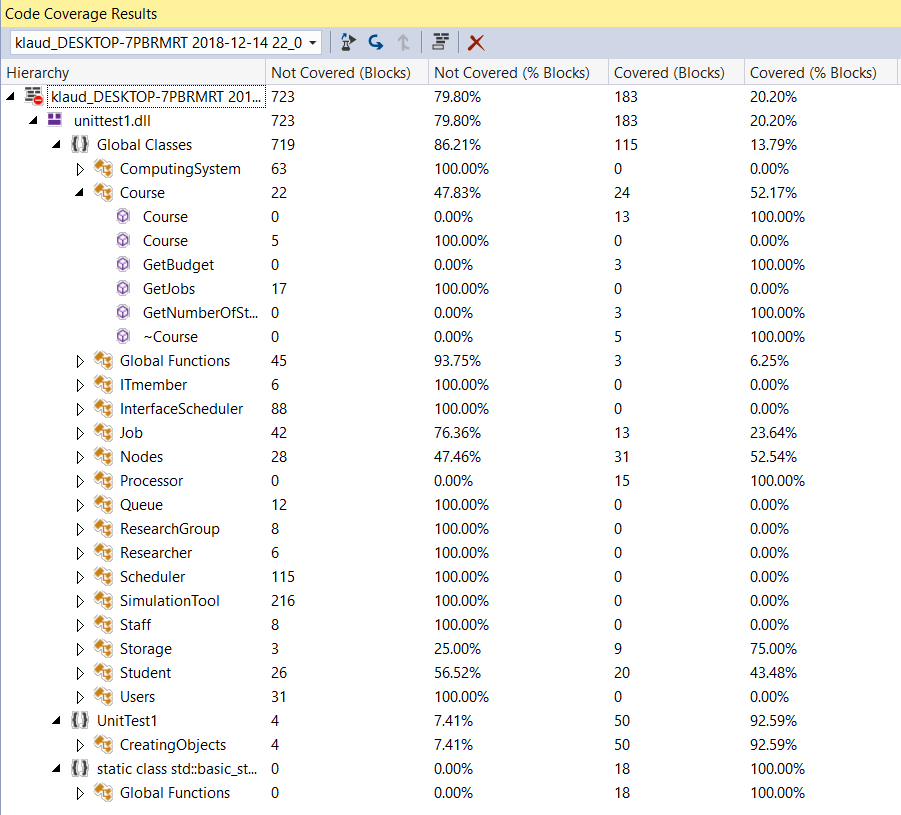 Code Coverage Results
klaud_DESKTOP-7PBRMRT 2018-12-14 22_0
Hierarchy Not Covered (Blocks) Not Covered (% Blocks) Covered (Blocks) Covered (% Blocks)
klaud_DESKTOP-7PBRMRT 201... 723 79.80% 183 20.20%
unittest1.dll 723 79.80% 183 20.20%
Global Classes 719 86.21% 115 13.79%
ComputingSystem 63 100.00% 0 0.00%
Course 22 47.83% 24 52.17%
Course 0 0.00% 13 100.00%
Course 5 100.00% 0 0.00%
GetBudget 0 0.00% 3 100.00%
GetJobs 17 100.00% 0 0.00%
GetNumberOfSt... 0 0.00% 3 100.00%
~Course 0 0.00% 5 100.00%
Global Functions 45 93.75% 3 6.25%
ITmember 6 100.00% 0 0.00%
InterfaceScheduler 88 100.00% 0 0.00%
Job 42 76.36% 13 23.64%
Nodes 28 47.46% 31 52.54%
Processor 0 0.00% 15 100.00%
Queue 12 100.00% 0 0.00%
ResearchGroup 8 100.00% 0 0.00%
Researcher 6 100.00% 0 0.00%
Scheduler 115 100.00% 0 0.00%
SimulationTool 216 100.00% 0 0.00%
Staff 8 100.00% 0 0.00%
Storage 3 25.00% 9 75.00%
Student 26 56.52% 20 43.48%
Users 31 100.00% 0 0.00%
UnitTest1 4 7.41% 50 92.59%
CreatingObjects 4 7.41% 50 92.59%
static class std::basic_st... 0 0.00% 18 100.00%
Global Functions 0 0.00% 18 100.00%